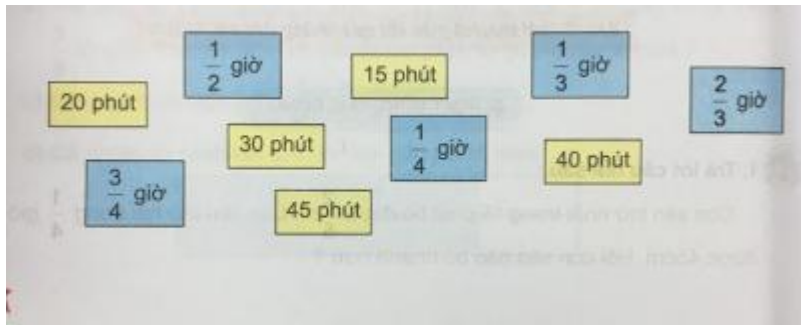 1/2 giờ
15 phút
1/3 giờ
20 phút
2/3 giờ
30 phút
1/4 giờ
40 phút
3/4 giờ
45 phút